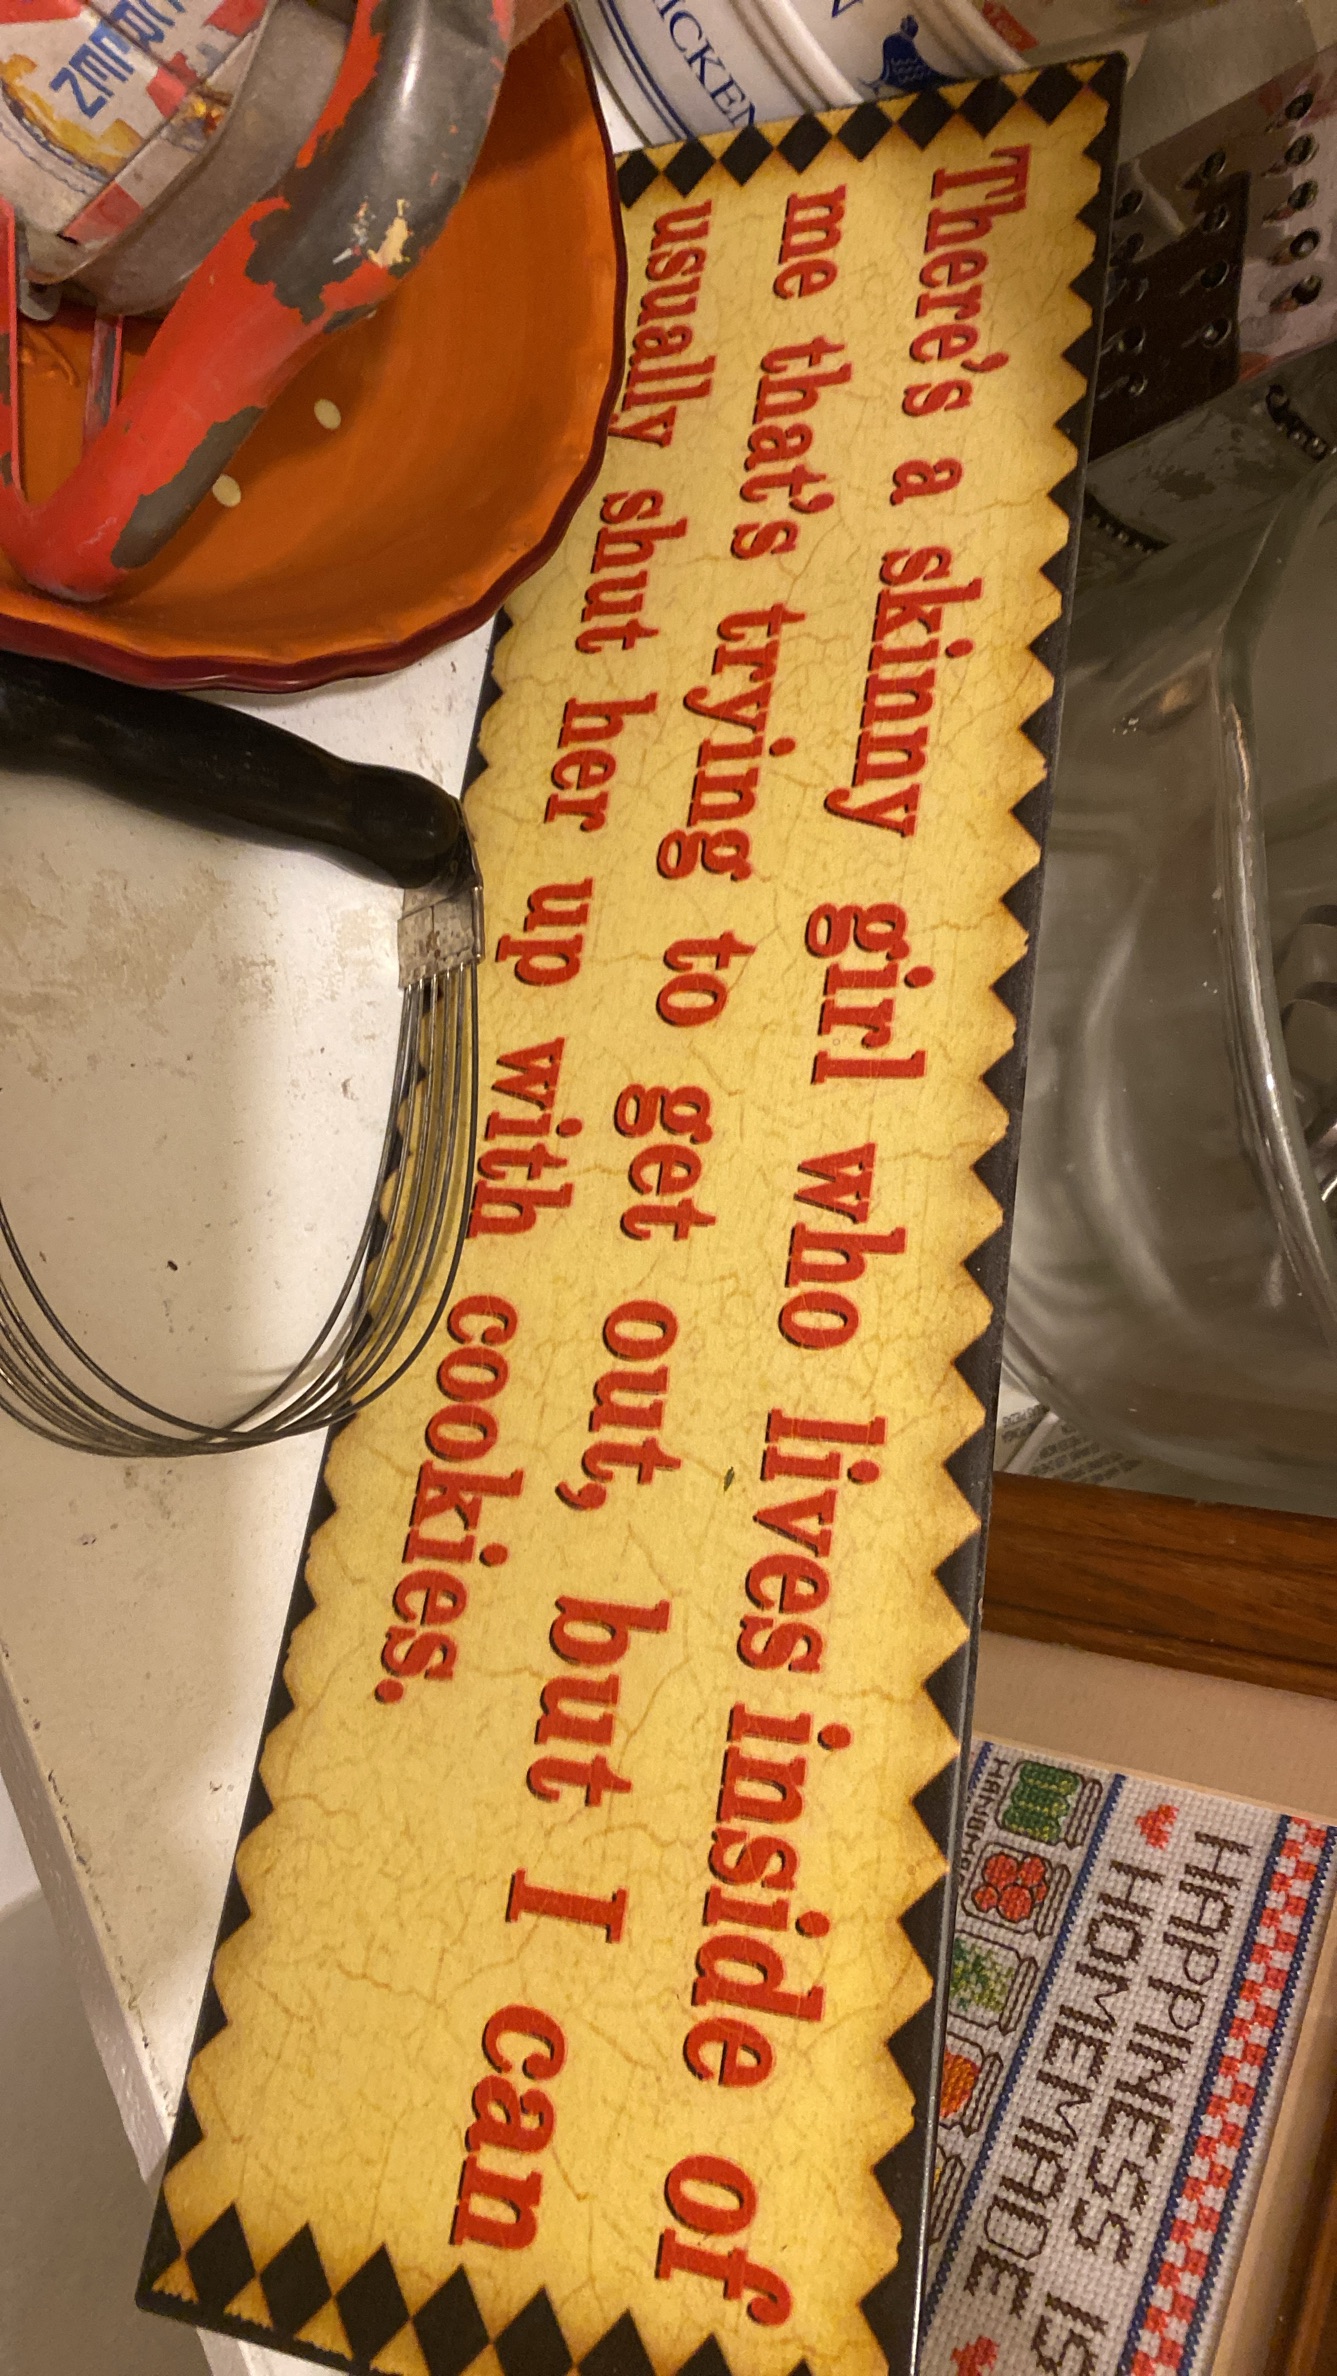 There's a skinny girl who lives inside of
me that's trying to get out, but I can
usually shut her up with cookies.
HAPPINESS IS
HOMEMADE